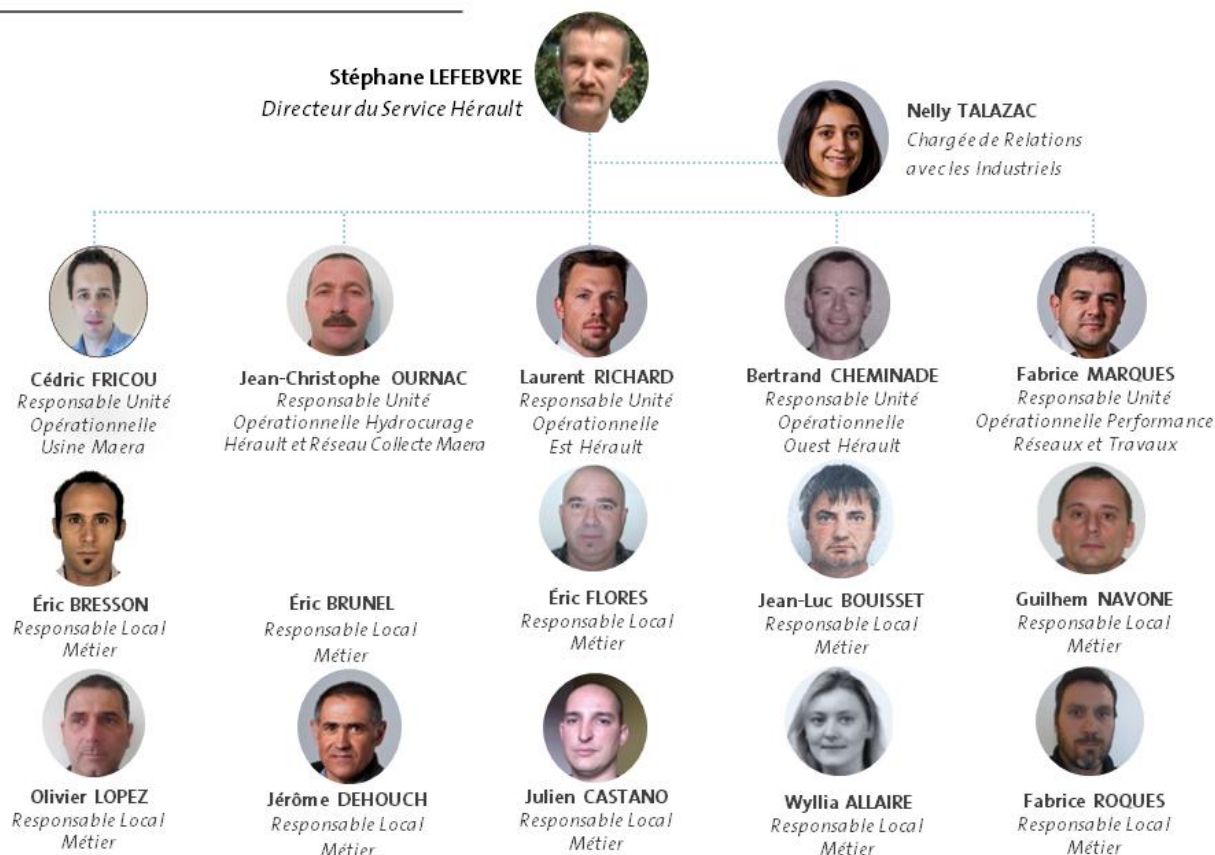 Stéphane LEFEBVRE
Directeur du Service Hérault
Nelly TALAZAC
Chargée de Relations
avec les Industriels
Cédric FRICOU
Responsable Unité
Opérationnelle
Usine Maera
Jean-Christophe OURNAC
Responsable Unité
Opérationnelle Hydrocurage
Hérault et Réseau Collecte Maera
Laurent RICHARD
Responsable Unité
Opérationnelle
Est Hérault
Bertrand CHEMINADE
Responsable Unité
Opérationnelle
Ouest Hérault
Fabrice MARQUES
Responsable Unité
Opérationnelle Performance
Réseaux et Travaux
Éric BRESSON
Responsable Local
Métier
Éric BRUNEL
Responsable Local
Métier
Éric FLORES
Responsable Local
Métier
Jean-Luc BOUISSET
Responsable Local
Métier
Guilhem NAVONE
Responsable Local
Métier
Olivier LOPEZ
Responsable Local
Métier
Jérôme DEHOUCH
Responsable Local
Métier
Julien CASTANO
Responsable Local
Métier
Wyllia ALLAIRE
Responsable Local
Métier
Fabrice ROQUES
Responsable Local
Métier